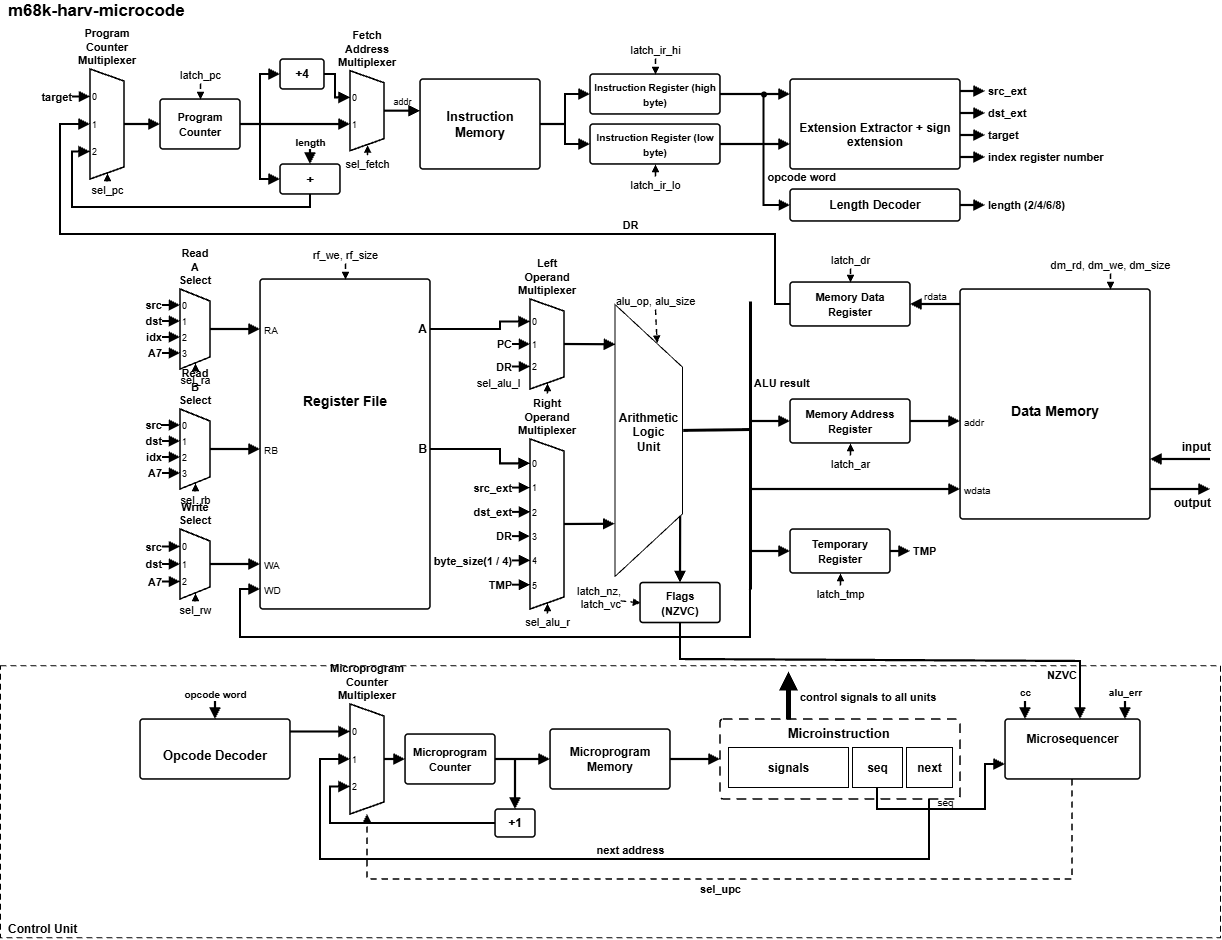 m68k-harv-microcode
Program
Counter
Multiplexer
target
0
1
2
sel_pc
latch_pc
Program
Counter
+4
length
+
Fetch
Address
Multiplexer
0
1
sel_fetch
addr
Instruction
Memory
latch_ir_hi
Instruction Register (high
byte)
Instruction Register (low
byte)
latch_ir_lo
opcode word
Extension Extractor + sign
extension
src_ext
dst_ext
target
index register number
Length Decoder
length (2/4/6/8)
DR
Read
A
Select
src
dst
idx
A7
0
1
2
3
sel_ra
Read
B
Select
src
dst
idx
A7
0
1
2
3
sel_rb
Write
Select
src
dst
A7
0
1
2
sel_rw
rf_we, rf_size
RA
RB
WA
WD
Register File
A
B
Left
Operand
Multiplexer
0
PC
1
DR
2
sel_alu_l
Right
Operand
Multiplexer
0
src_ext
1
dst_ext
2
DR
3
byte_size(1 / 4)
4
TMP
5
sel_alu_r
alu_op, alu_size
Arithmetic
Logic
Unit
latch_nz,
latch_vc
Flags
(NZVC)
ALU result
latch_dr
Memory Data
Register
rdata
Memory Address
Register
latch_ar
Temporary
Register
TMP
latch_tmp
dm_rd, dm_we, dm_size
addr
wdata
Data Memory
input
output
opcode word
Opcode Decoder
Microprogram
Counter
Multiplexer
0
1
2
Microprogram
Counter
+1
Microprogram
Memory
control signals to all units
Microinstruction
signals
seq
next
seq
NZVC
cc
alu_err
Microsequencer
next address
sel_upc
Control Unit